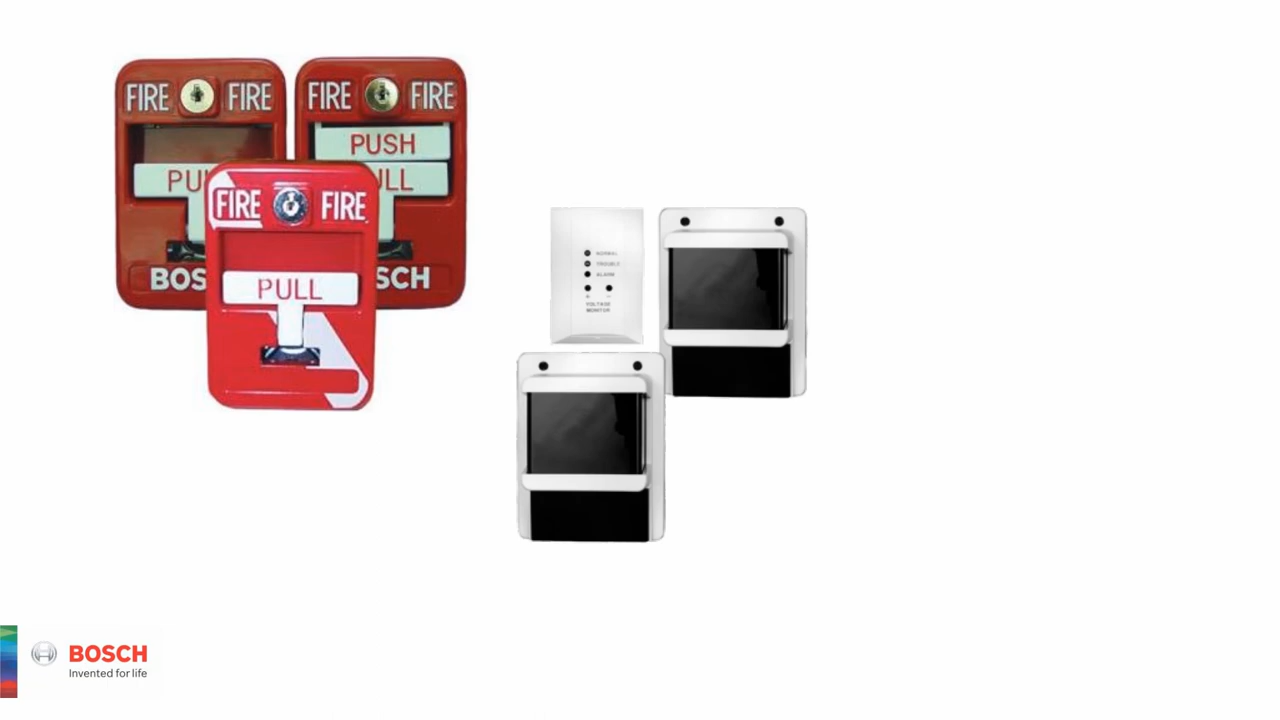 FIRE FIRE
PU
BOS
FIRE FIRE
PUSH
ULL
SCH
FIRE FIRE
PULL
NORMAL
TROUBLE
ALARM
VOLTAGE
MONITOR
BOSCH
Invented for life